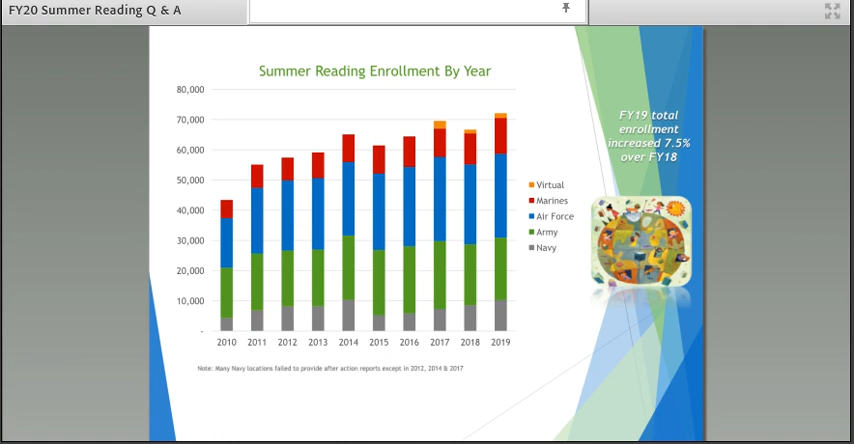 FY20 Summer Reading Q & A
Summer Reading Enrollment By Year
80,000
70,000
60,000
50,000
40,000
30,000
20,000
10,000
-
2010 2011 2012 2013 2014 2015 2016 2017 2018 2019
Virtual
Marines
Air Force
Army
Navy
FY19 total
enrollment
increased 7.5%
over FY18
Note: Many Navy locations failed to provide after action reports except in 2012, 2014 & 2017